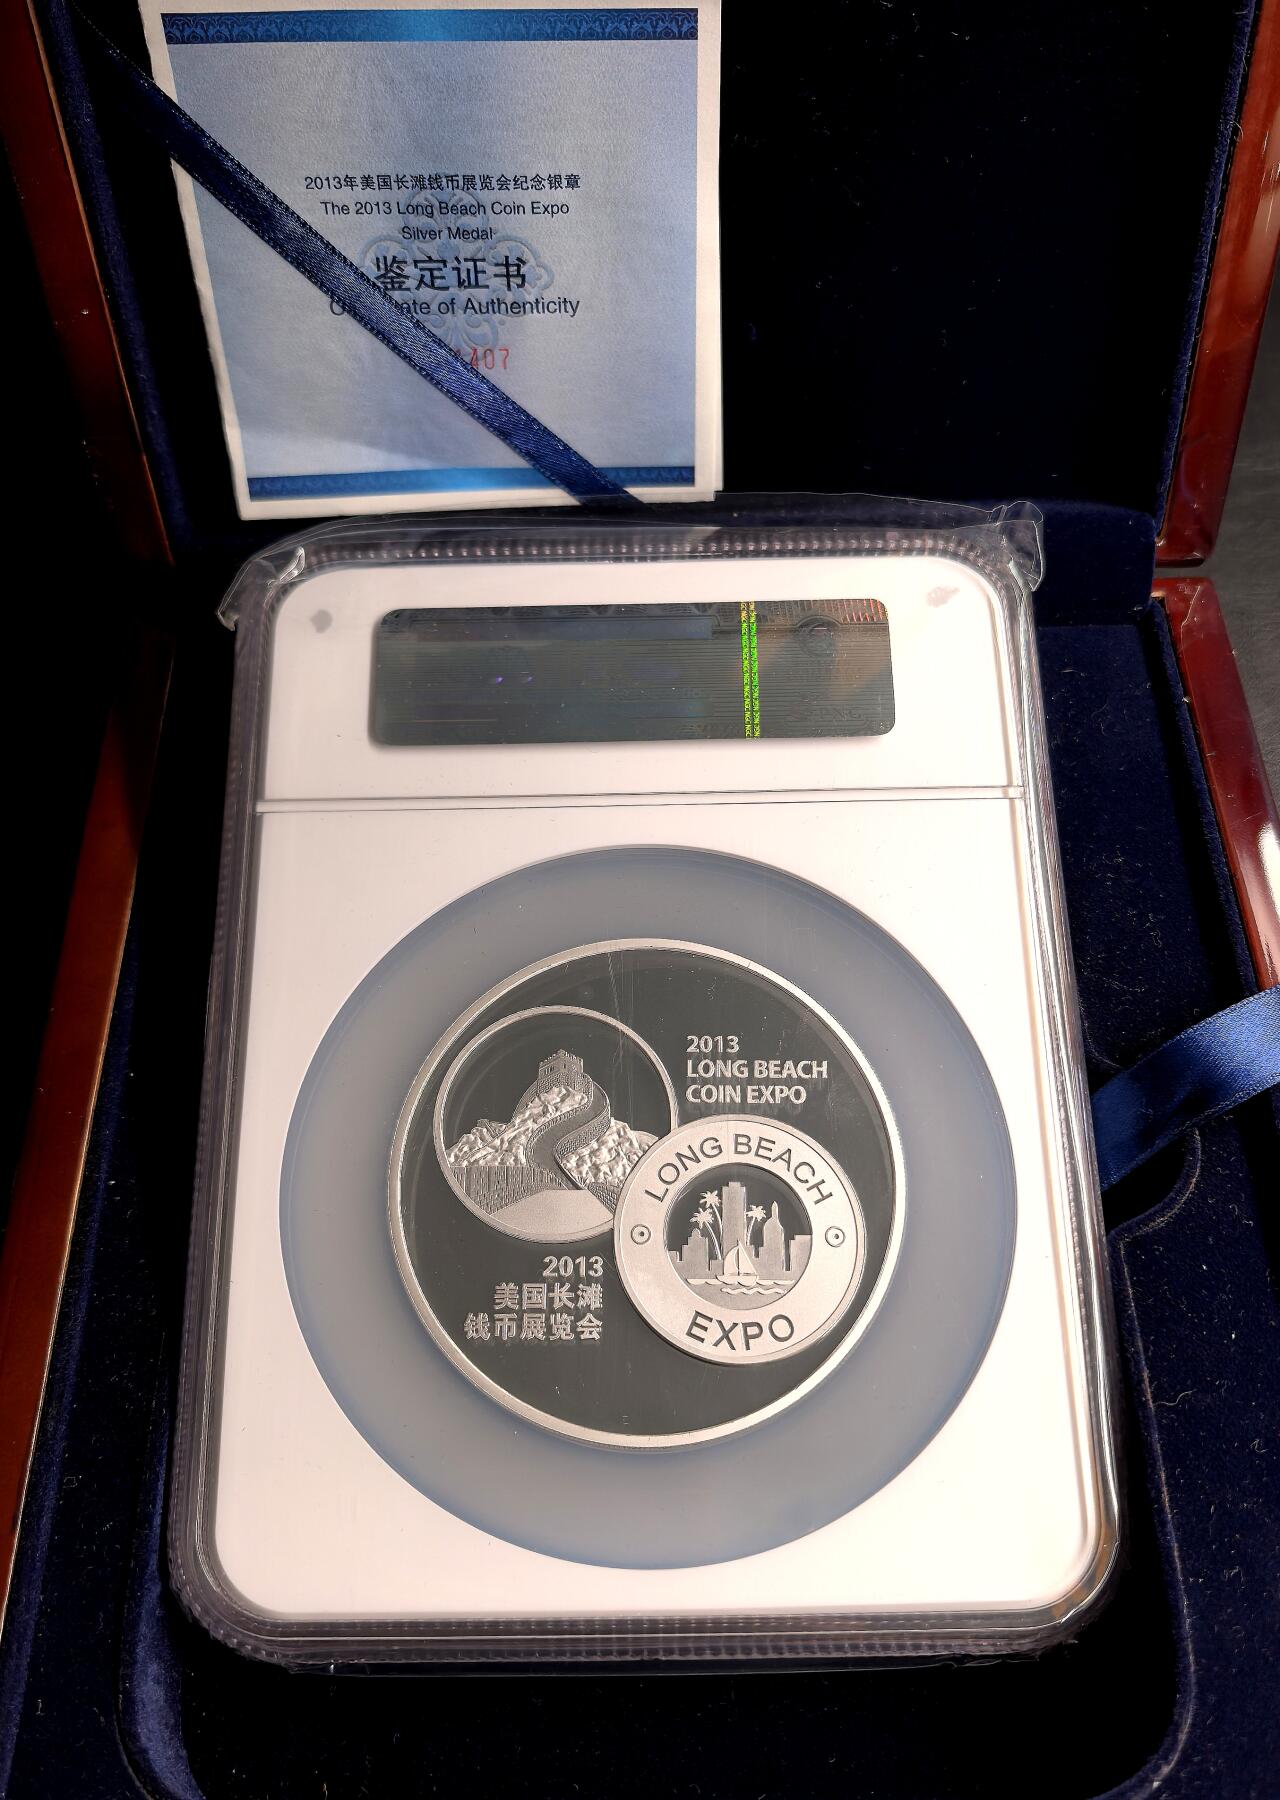 2013年美国长滩钱币展览会纪念银章
The 2013 Long Beach Coin Expo
Silver Medal
鉴定证书
of Authenticity
407
2013
LONG BEACH
COIN EXPO
LONG BEACH
EXPO
2013
美国长滩
钱币展览会